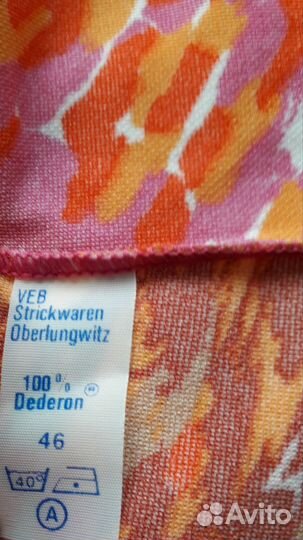 VEB
Strickwaren
Oberlungwitz
100% ®
Dederon
46
40°
A
Avito